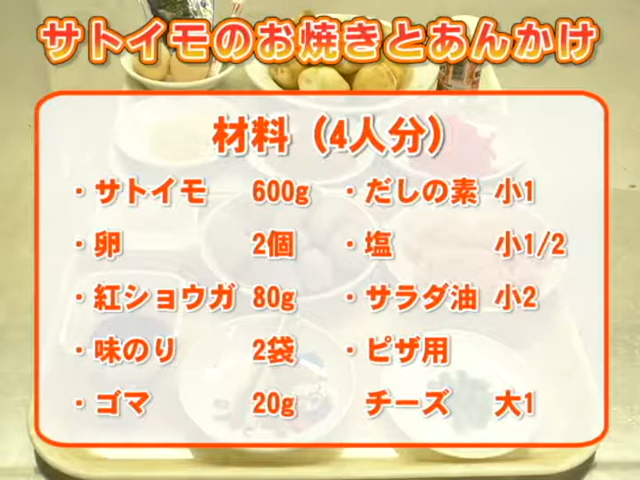 サトイモのお焼きとあんかけ
材料（4人分）
・サトイモ 600g
・卵 2個
・紅ショウガ 80g
・味のり 2袋
・ゴマ 20g
・だしの素 小1
・塩 小1/2
・サラダ油 小2
・ピザ用
チーズ 大1